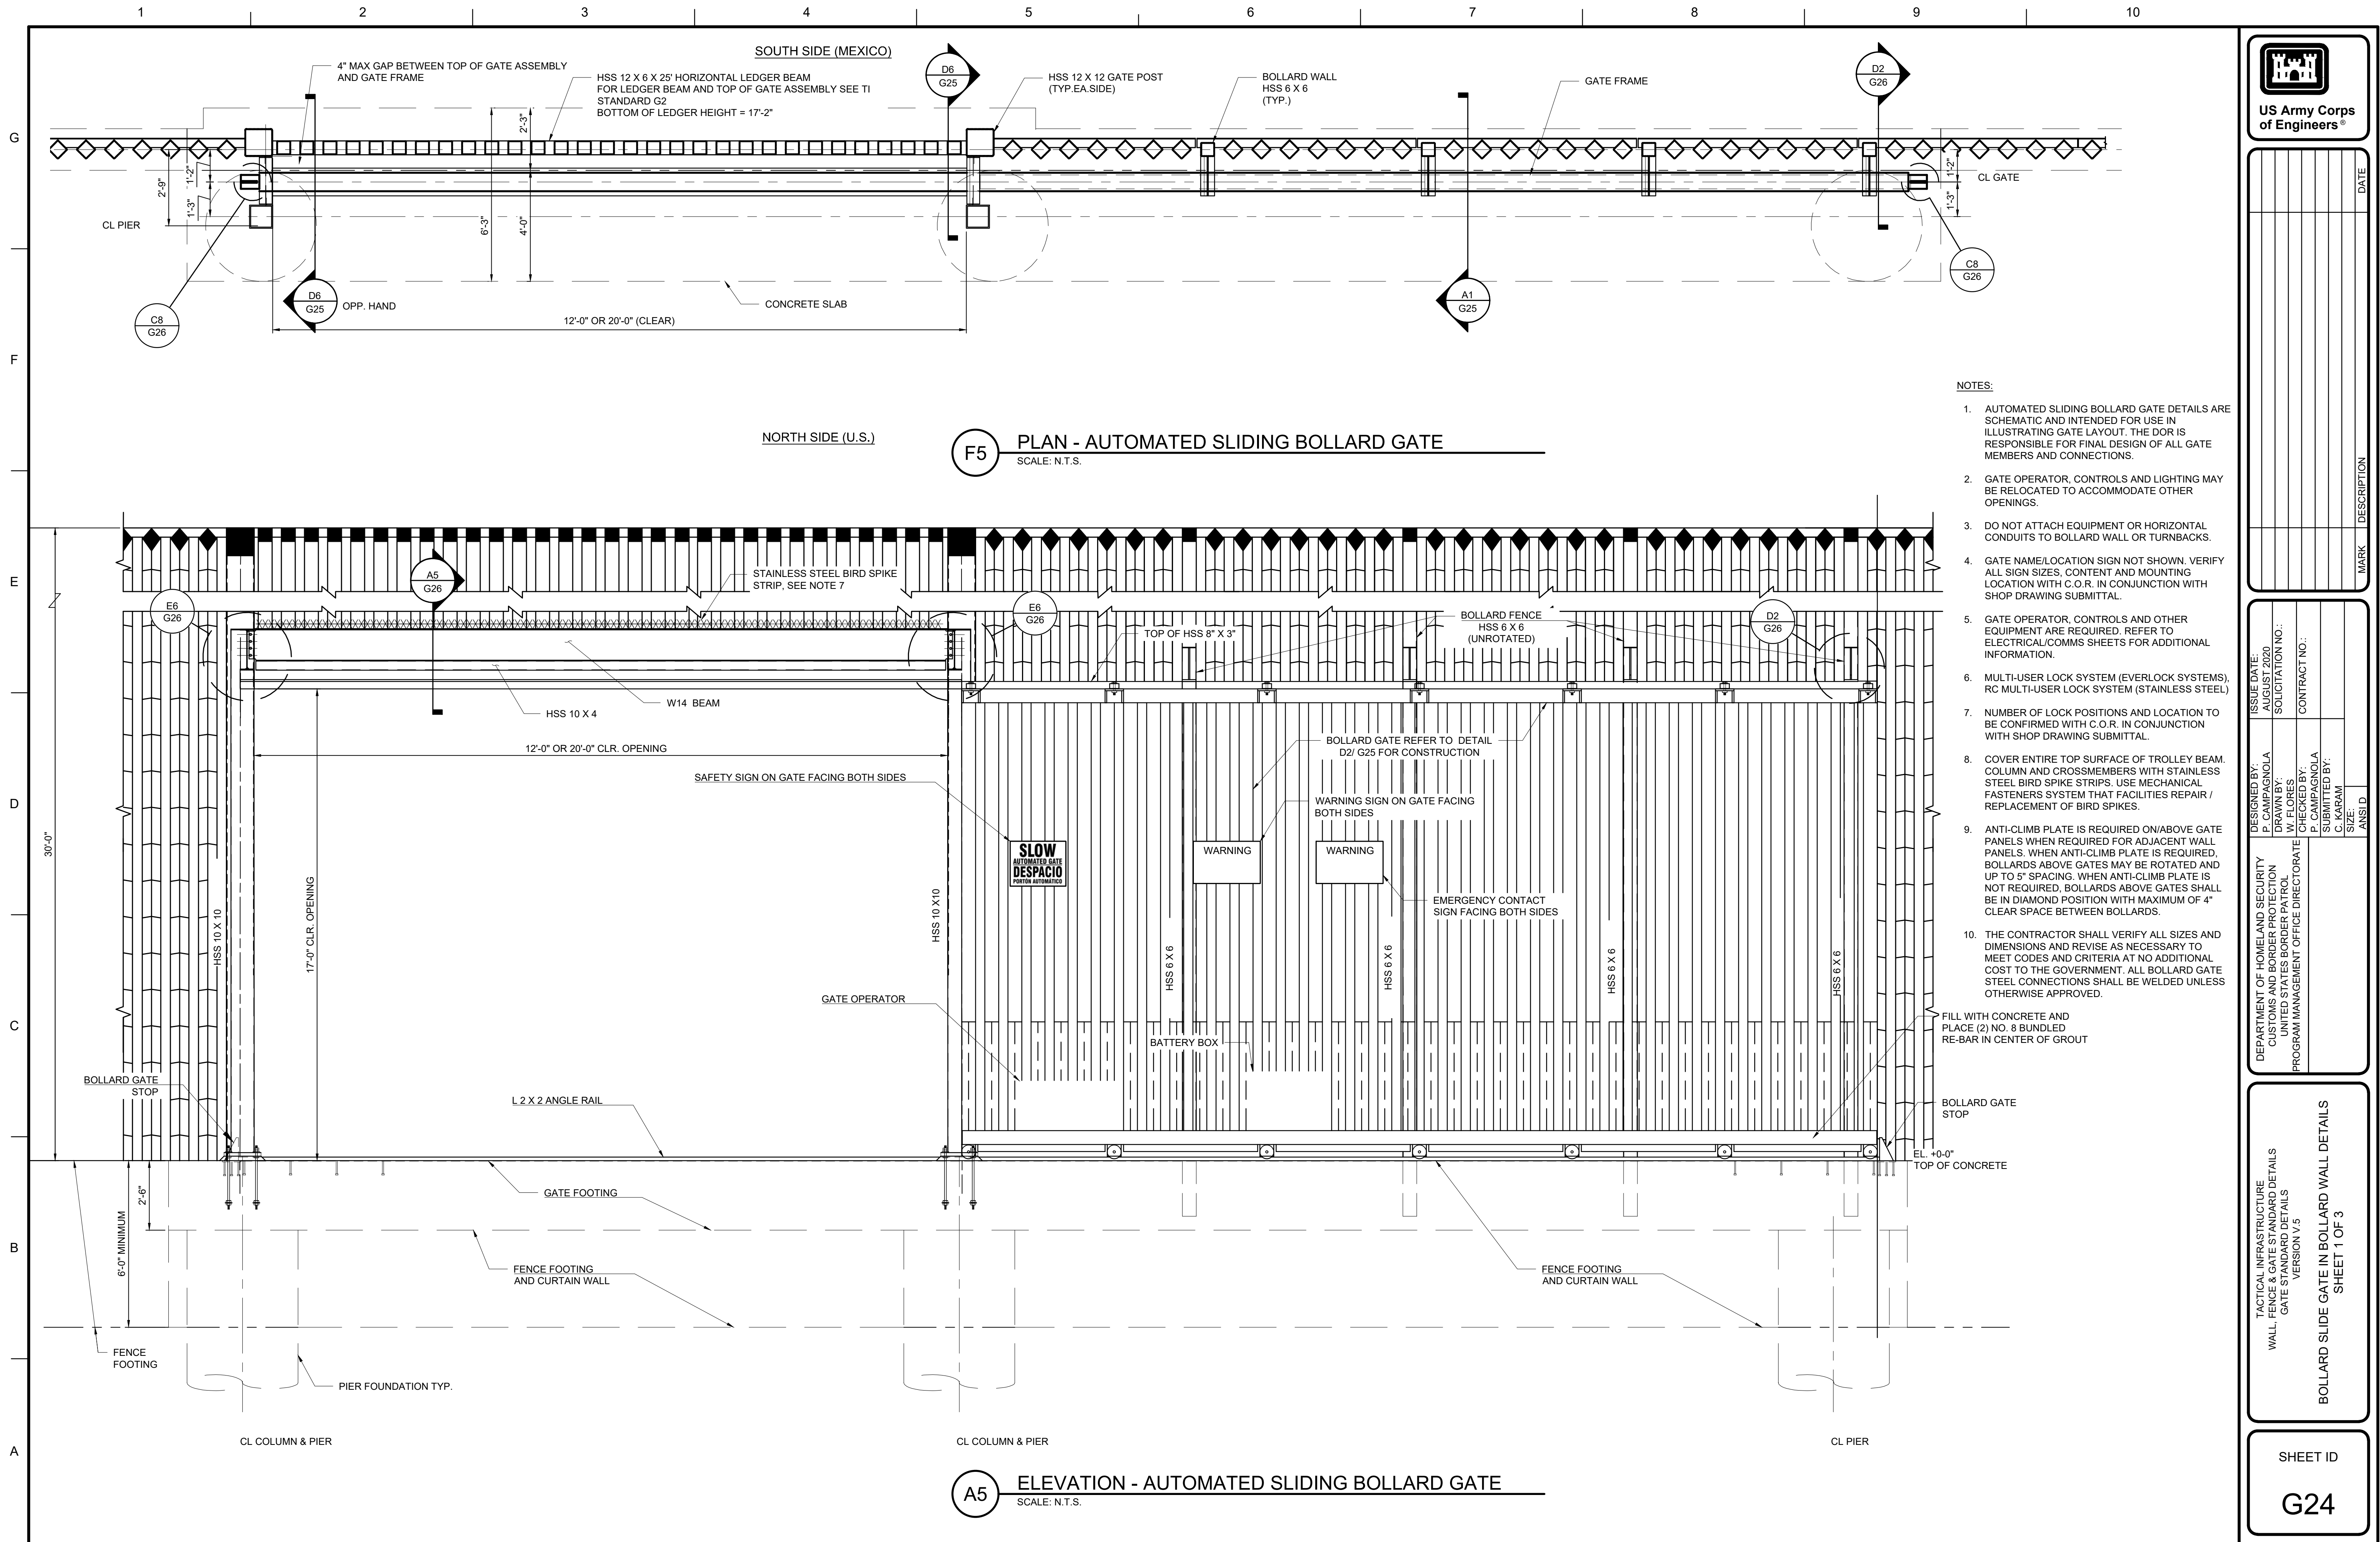 1 2 3 4 5 6 7 8 9 10
G
F
E
D
C
B
A
SOUTH SIDE (MEXICO)
4" MAX GAP BETWEEN TOP OF GATE ASSEMBLY
AND GATE FRAME
HSS 12 X 6 X 25' HORIZONTAL LEDGER BEAM
FOR LEDGER BEAM AND TOP OF GATE ASSEMBLY SEE TI
STANDARD G2
BOTTOM OF LEDGER HEIGHT = 17'-2"
D6
G25
HSS 12 X 12 GATE POST
(TYP.EA.SIDE)
BOLLARD WALL
HSS 6 X 6
(TYP.)
GATE FRAME
D2
G26
2'-3"
2'-9"
1'-2"
1'-3"
6'-3"
4'-0"
1'-2"
1'-3"
CL GATE
CL PIER
C8
G26
D6
G25
OPP. HAND
CONCRETE SLAB
12'-0" OR 20'-0" (CLEAR)
A1
G25
C8
G26
NORTH SIDE (U.S.)
F5
PLAN - AUTOMATED SLIDING BOLLARD GATE
SCALE: N.T.S.
NOTES:
1. AUTOMATED SLIDING BOLLARD GATE DETAILS ARE
SCHEMATIC AND INTENDED FOR USE IN
ILLUSTRATING GATE LAYOUT. THE DOR IS
RESPONSIBLE FOR FINAL DESIGN OF ALL GATE
MEMBERS AND CONNECTIONS.
2. GATE OPERATOR, CONTROLS AND LIGHTING MAY
BE RELOCATED TO ACCOMMODATE OTHER
OPENINGS.
3. DO NOT ATTACH EQUIPMENT OR HORIZONTAL
CONDUITS TO BOLLARD WALL OR TURNBACKS.
4. GATE NAME/LOCATION SIGN NOT SHOWN. VERIFY
ALL SIGN SIZES, CONTENT AND MOUNTING
LOCATION WITH C.O.R. IN CONJUNCTION WITH
SHOP DRAWING SUBMITTAL.
5. GATE OPERATOR, CONTROLS AND OTHER
EQUIPMENT ARE REQUIRED. REFER TO
ELECTRICAL/COMMS SHEETS FOR ADDITIONAL
INFORMATION.
6. MULTI-USER LOCK SYSTEM (EVERLOCK SYSTEMS),
RC MULTI-USER LOCK SYSTEM (STAINLESS STEEL)
7. NUMBER OF LOCK POSITIONS AND LOCATION TO
BE CONFIRMED WITH C.O.R. IN CONJUNCTION
WITH SHOP DRAWING SUBMITTAL.
8. COVER ENTIRE TOP SURFACE OF TROLLEY BEAM.
COLUMN AND CROSSMEMBERS WITH STAINLESS
STEEL BIRD SPIKE STRIPS. USE MECHANICAL
FASTENERS SYSTEM THAT FACILITIES REPAIR /
REPLACEMENT OF BIRD SPIKES.
9. ANTI-CLIMB PLATE IS REQUIRED ON/ABOVE GATE
PANELS WHEN REQUIRED FOR ADJACENT WALL
PANELS. WHEN ANTI-CLIMB PLATE IS REQUIRED,
BOLLARDS ABOVE GATES MAY BE ROTATED AND
UP TO 5" SPACING. WHEN ANTI-CLIMB PLATE IS
NOT REQUIRED, BOLLARDS ABOVE GATES SHALL
BE IN DIAMOND POSITION WITH MAXIMUM OF 4"
CLEAR SPACE BETWEEN BOLLARDS.
10. THE CONTRACTOR SHALL VERIFY ALL SIZES AND
DIMENSIONS AND REVISE AS NECESSARY TO
MEET CODES AND CRITERIA AT NO ADDITIONAL
COST TO THE GOVERNMENT. ALL BOLLARD GATE
STEEL CONNECTIONS SHALL BE WELDED UNLESS
OTHERWISE APPROVED.
A5
G26
STAINLESS STEEL BIRD SPIKE
STRIP, SEE NOTE 7
E6
G26
E6
G26
TOP OF HSS 8" X 3"
BOLLARD FENCE
HSS 6 X 6
(UNROTATED)
D2
G26
W14 BEAM
HSS 10 X 4
12'-0" OR 20'-0" CLR. OPENING
BOLLARD GATE REFER TO DETAIL
D2/ G25 FOR CONSTRUCTION
SAFETY SIGN ON GATE FACING BOTH SIDES
WARNING SIGN ON GATE FACING
BOTH SIDES
SLOW
AUTOMATED GATE
DESPACIO
PORTÓN AUTOMÁTICO
WARNING
WARNING
EMERGENCY CONTACT
SIGN FACING BOTH SIDES
30'-0"
HSS 10 X 10
17'-0" CLR. OPENING
HSS 10 X10
HSS 6 X 6
HSS 6 X 6
HSS 6 X 6
HSS 6 X 6
GATE OPERATOR
BATTERY BOX
FILL WITH CONCRETE AND
PLACE (2) NO. 8 BUNDLED
RE-BAR IN CENTER OF GROUT
BOLLARD GATE
STOP
L 2 X 2 ANGLE RAIL
BOLLARD GATE
STOP
EL. +0-0"
TOP OF CONCRETE
2'-6"
6'-0" MINIMUM
GATE FOOTING
FENCE FOOTING
AND CURTAIN WALL
FENCE FOOTING
AND CURTAIN WALL
FENCE
FOOTING
PIER FOUNDATION TYP.
CL COLUMN & PIER
CL COLUMN & PIER
CL PIER
A5
ELEVATION - AUTOMATED SLIDING BOLLARD GATE
SCALE: N.T.S.
US Army Corps
of Engineers®
MARK
DESCRIPTION
DATE
DESIGNED BY:
P. CAMPAGNOLA
DRAWN BY:
W. FLORES
CHECKED BY:
P. CAMPAGNOLA
SUBMITTED BY:
C. KARAM
SIZE:
ANSI D
ISSUE DATE:
AUGUST 2020
SOLICITATION NO.:
CONTRACT NO.:
DEPARTMENT OF HOMELAND SECURITY
CUSTOMS AND BORDER PROTECTION
UNITED STATES BORDER PATROL
PROGRAM MANAGEMENT OFFICE DIRECTORATE
TACTICAL INFRASTRUCTURE
WALL, FENCE & GATE STANDARD DETAILS
GATE STANDARD DETAILS
VERSION V.5
BOLLARD SLIDE GATE IN BOLLARD WALL DETAILS
SHEET 1 OF 3
SHEET ID
G24